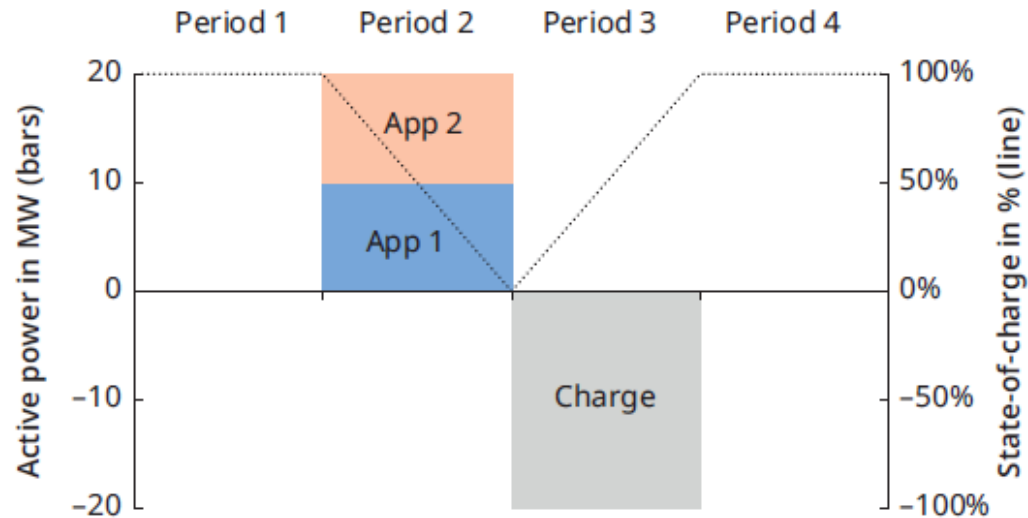 Period 1 Period 2 Period 3 Period 4
Active power in MW (bars)
20
10
0
–10
–20
App 2
App 1
Charge
100%
50%
0%
–50%
–100%
State-of-charge in % (line)